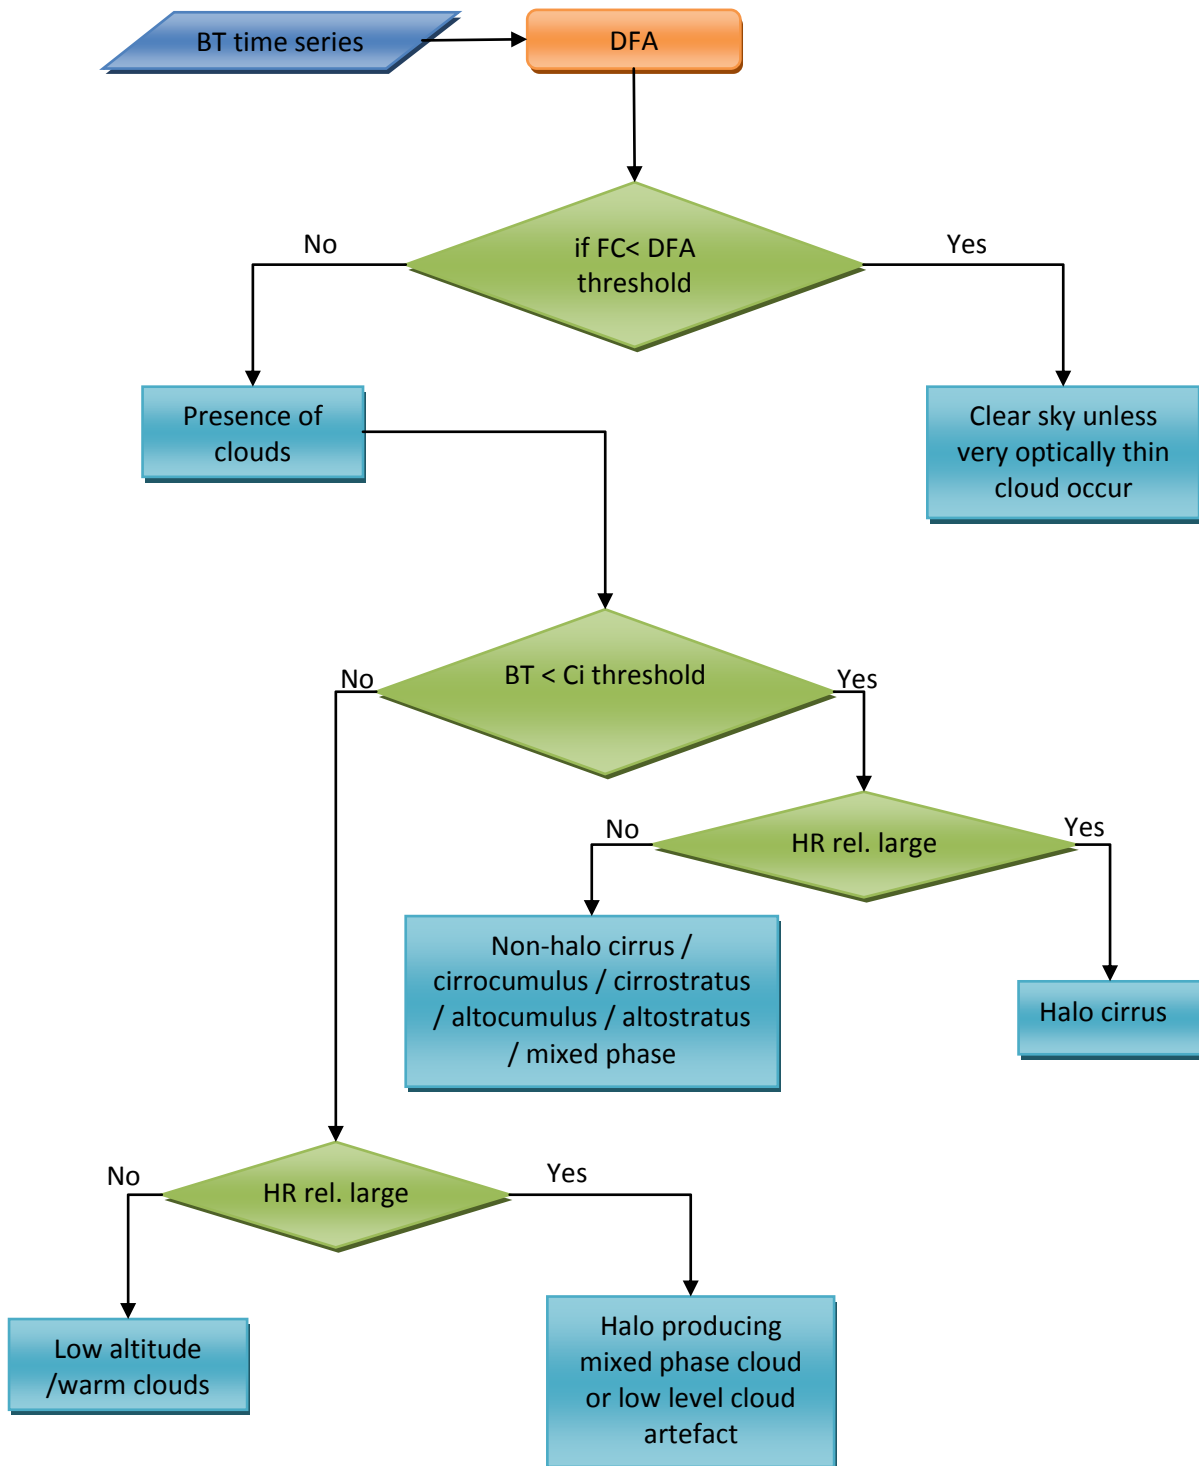 BT time series
DFA
No
if FC< DFA
threshold
Yes
Presence of
clouds
Clear sky unless
very optically thin
cloud occur
No
BT < Ci threshold
Yes
No
HR rel. large
Yes
Non-halo cirrus /
cirrocumulus / cirrostratus
/ altocumulus / altostratus
/ mixed phase
Halo cirrus
No
HR rel. large
Yes
Low altitude
/warm clouds
Halo producing
mixed phase cloud
or low level cloud
artefact